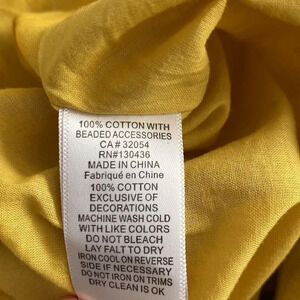 100% COTTON WITH
BEADED ACCESSORIES
CA# 32054
RN#130436
MADE IN CHINA
Fabriqué en Chine
100% COTTON
EXCLUSIVE OF
DECORATIONS
MACHINE WASH COLD
WITH LIKE COLORS
DO NOT BLEACH
LAY FALT TO DRY
IRON COOL ON REVERSE
SIDE IF NECESSARY
DO NOT IRON ON TRIMS
DRY CLEAN IS OK